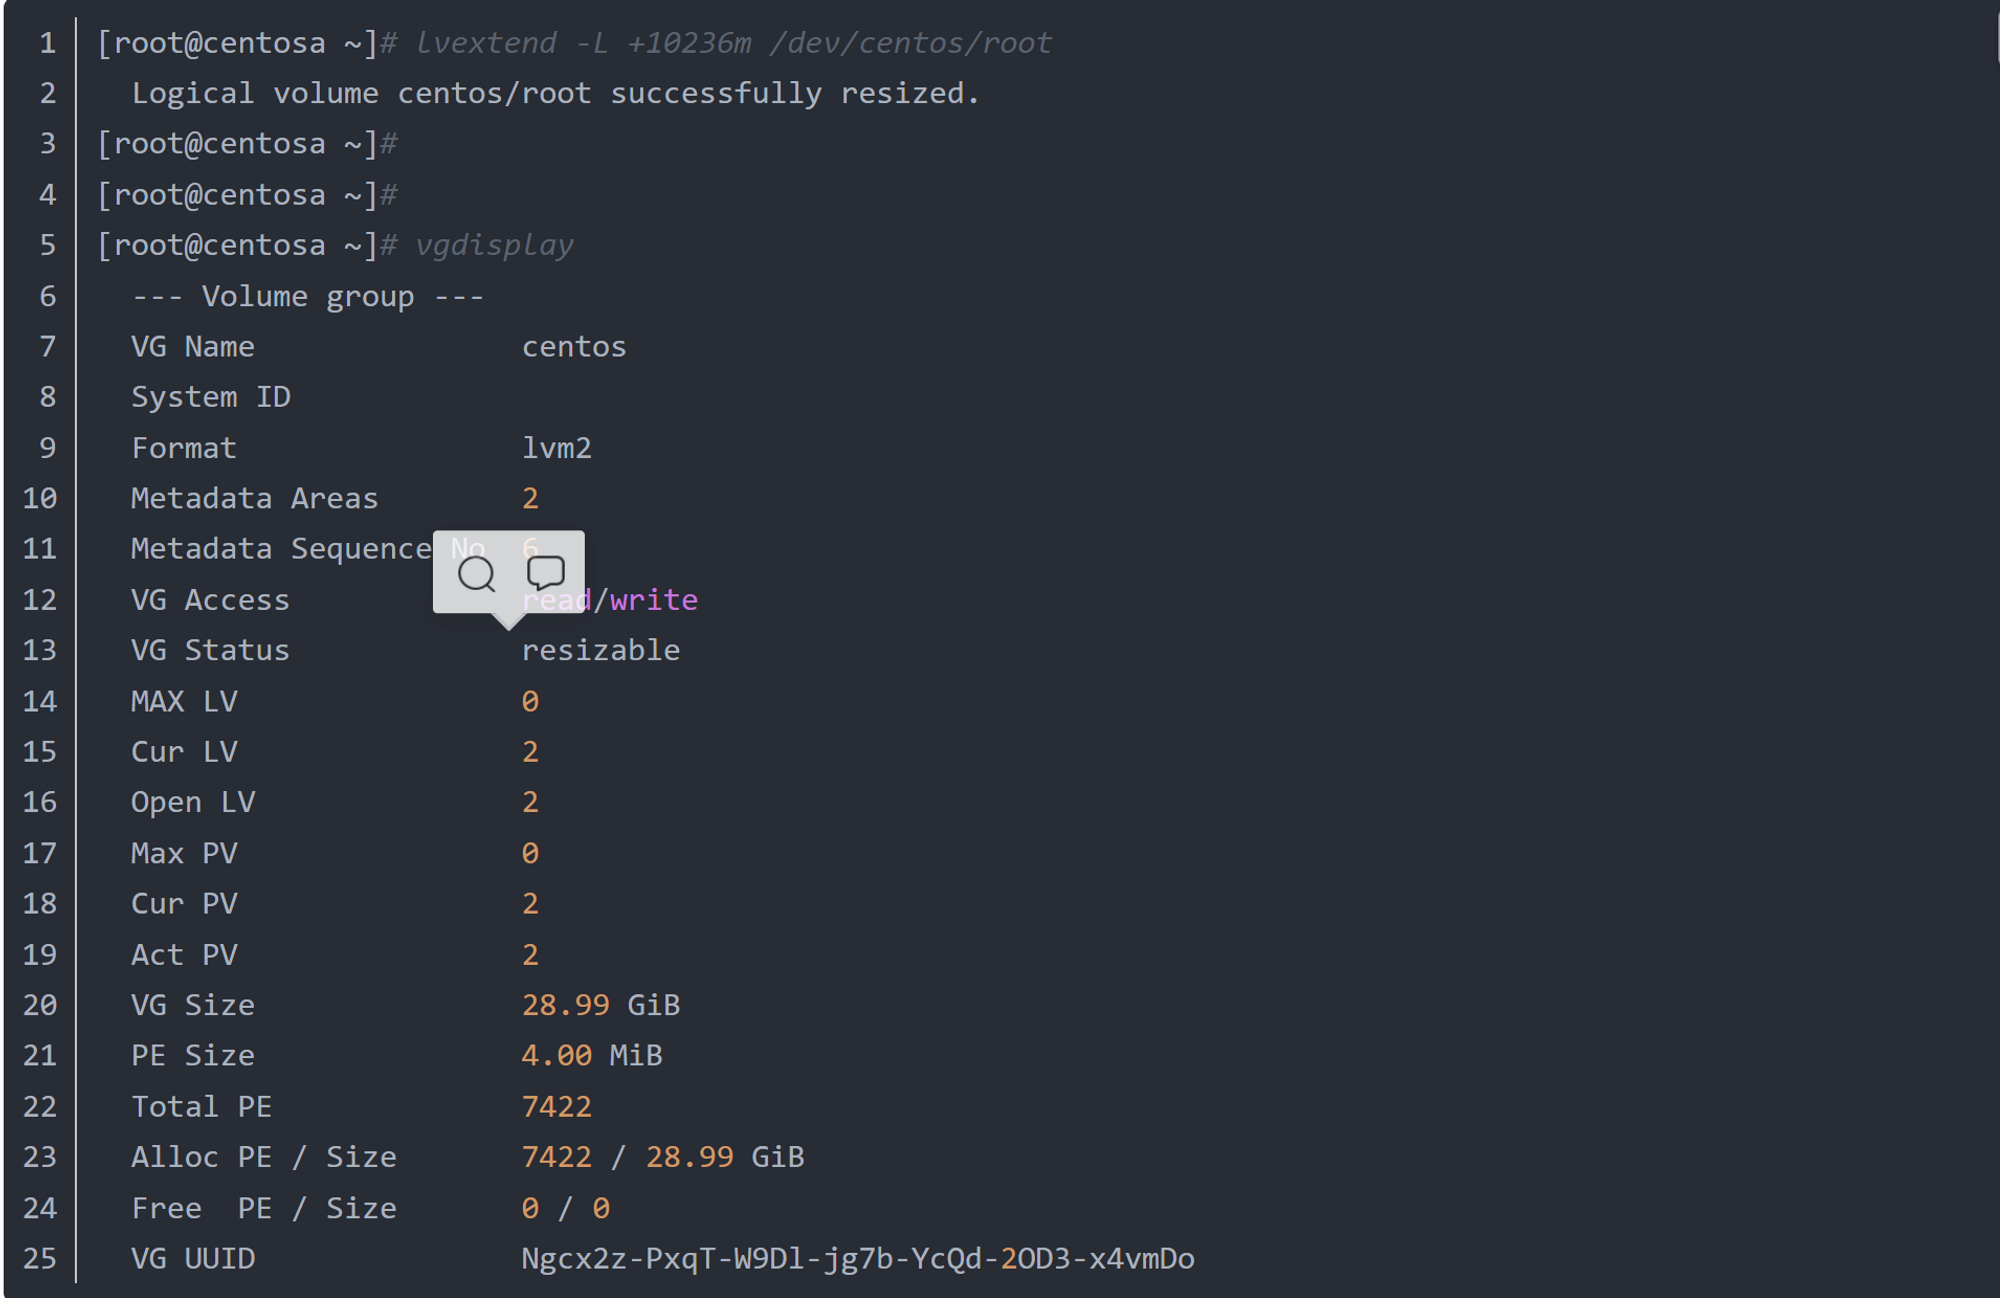 1 [root@centosa ~]# lvextend -L +10236m /dev/centos/root
2 Logical volume centos/root successfully resized.
3 [root@centosa ~]#
4 [root@centosa ~]#
5 [root@centosa ~]# vgdisplay
6 --- Volume group ---
7 VG Name centos
8 System ID
9 Format lvm2
10 Metadata Areas 2
11 Metadata Sequence No 6
12 VG Access read/write
13 VG Status resizable
14 MAX LV 0
15 Cur LV 2
16 Open LV 2
17 Max PV 0
18 Cur PV 2
19 Act PV 2
20 VG Size 28.99 GiB
21 PE Size 4.00 MiB
22 Total PE 7422
23 Alloc PE / Size 7422 / 28.99 GiB
24 Free  PE / Size 0 / 0
25 VG UUID Ngcx2z-PxqT-W9Dl-jg7b-YcQd-2OD3-x4vmDo